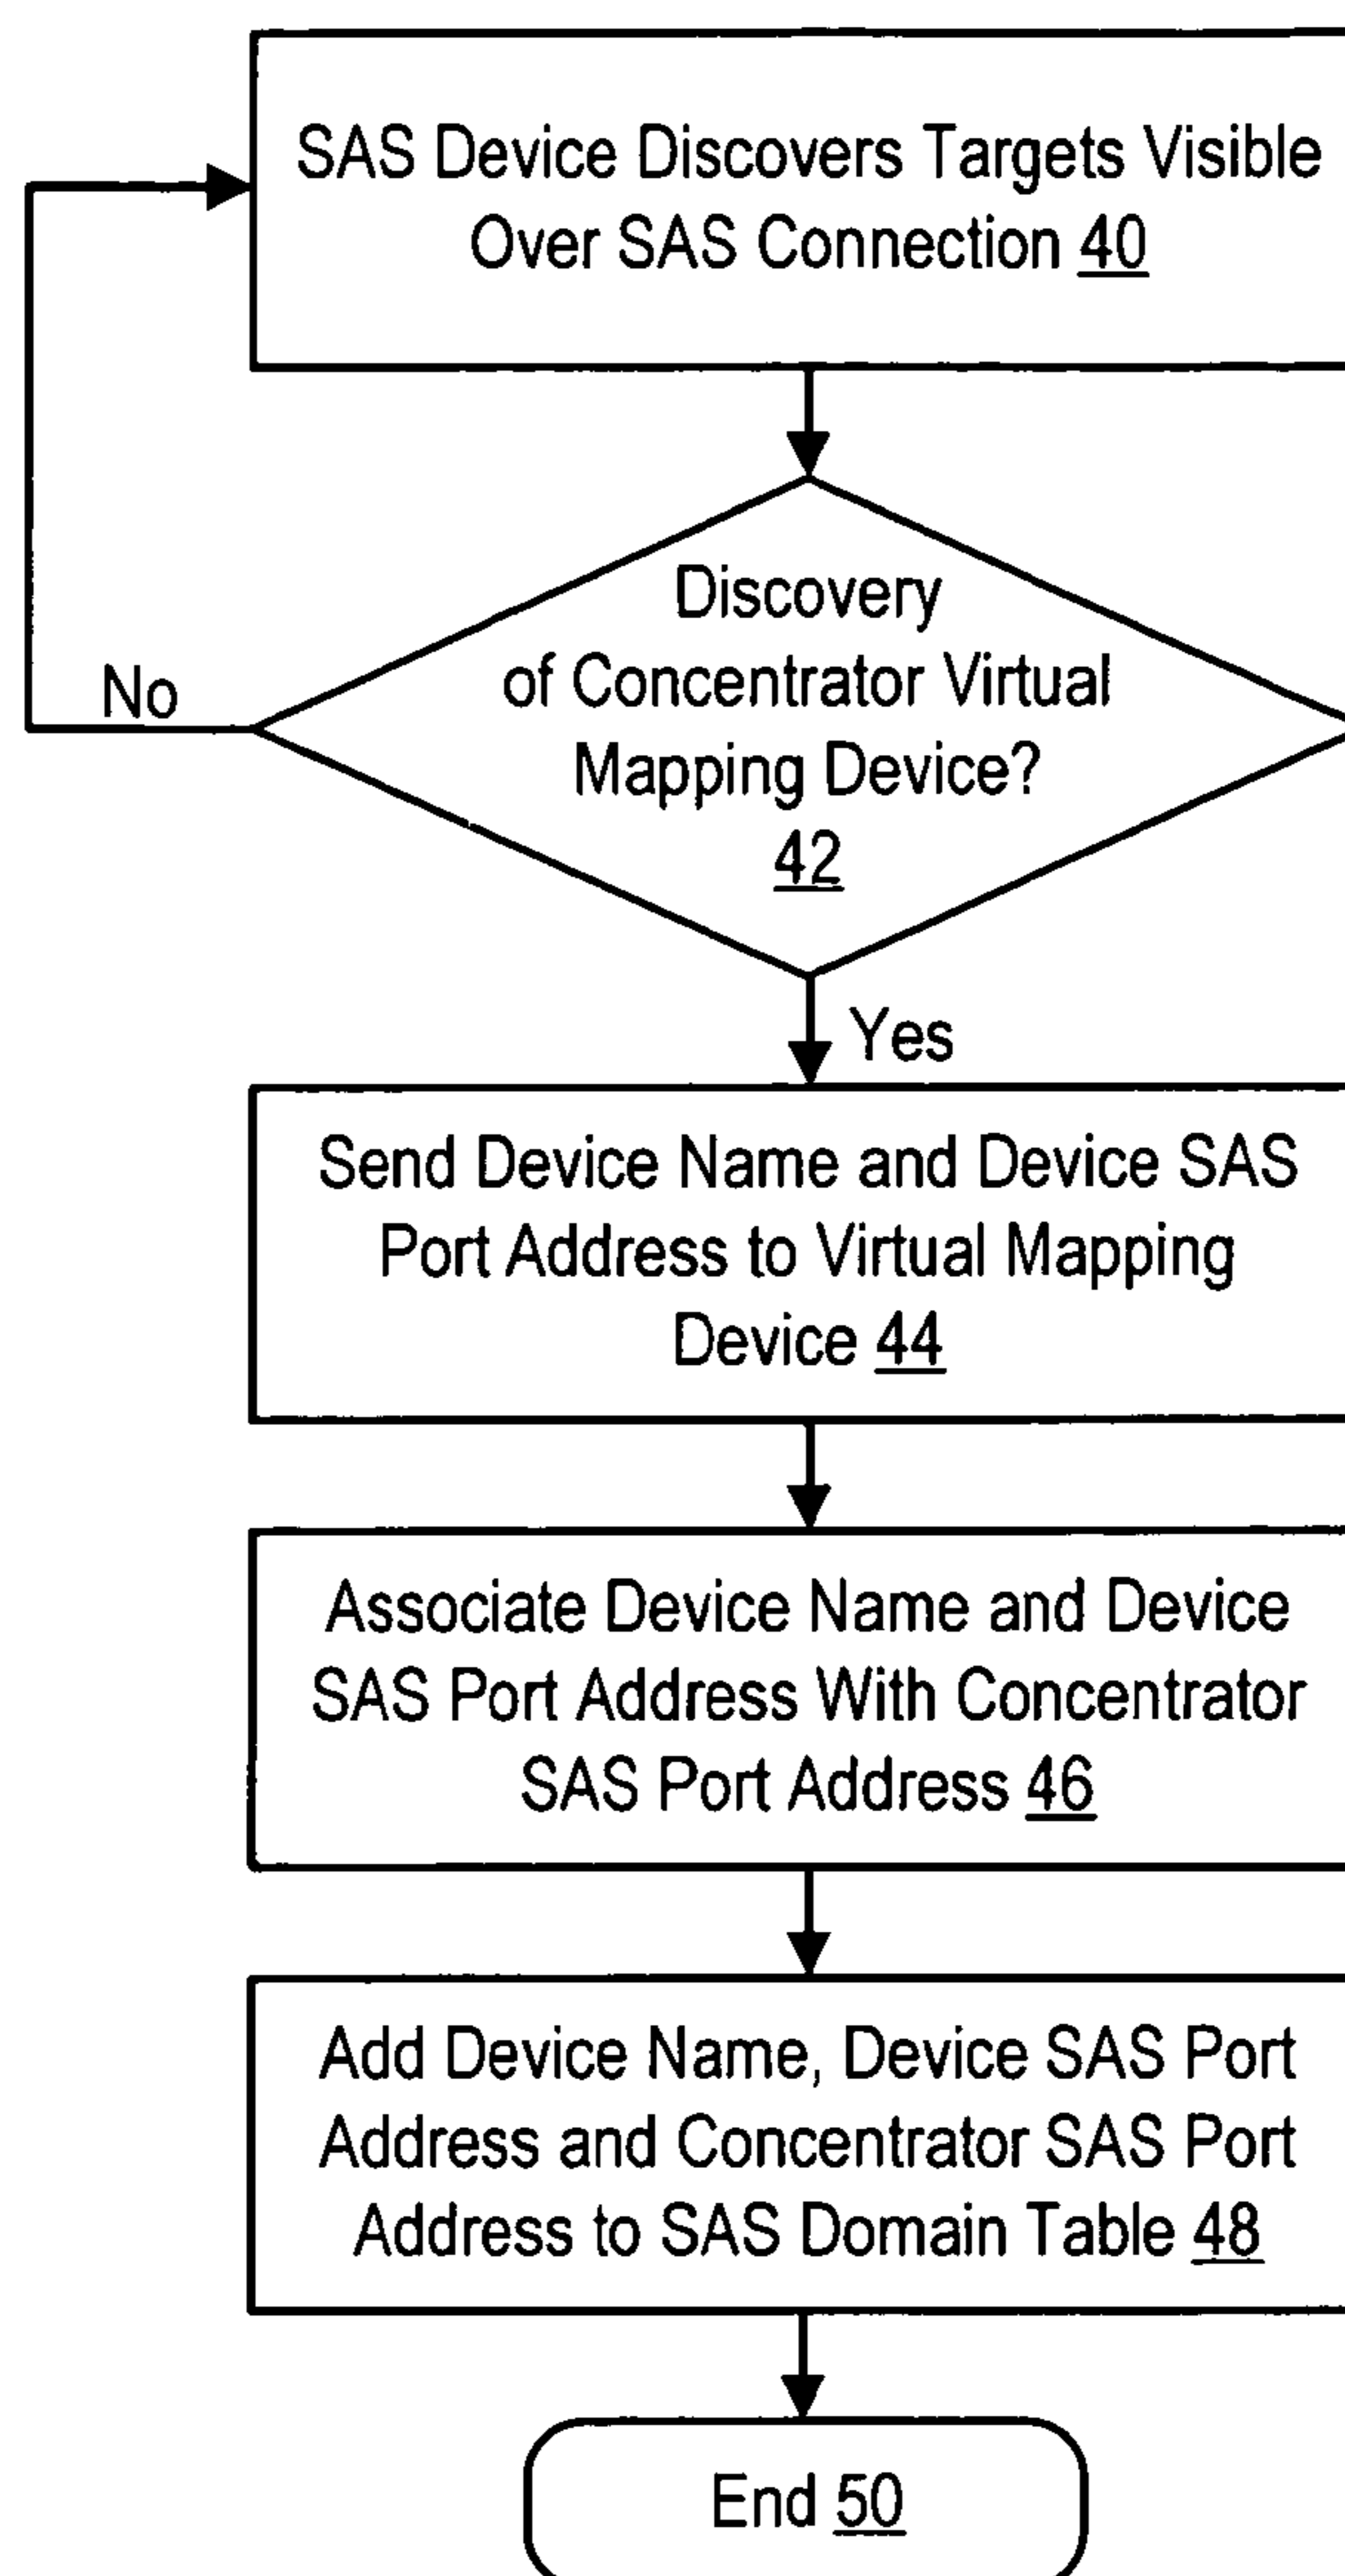 SAS Device Discovers Targets Visible
Over SAS Connection 40
Discovery
of Concentrator Virtual
Mapping Device?
42
No
Yes
Send Device Name and Device SAS
Port Address to Virtual Mapping
Device 44
Associate Device Name and Device
SAS Port Address With Concentrator
SAS Port Address 46
Add Device Name, Device SAS Port
Address and Concentrator SAS Port
Address to SAS Domain Table 48
End 50